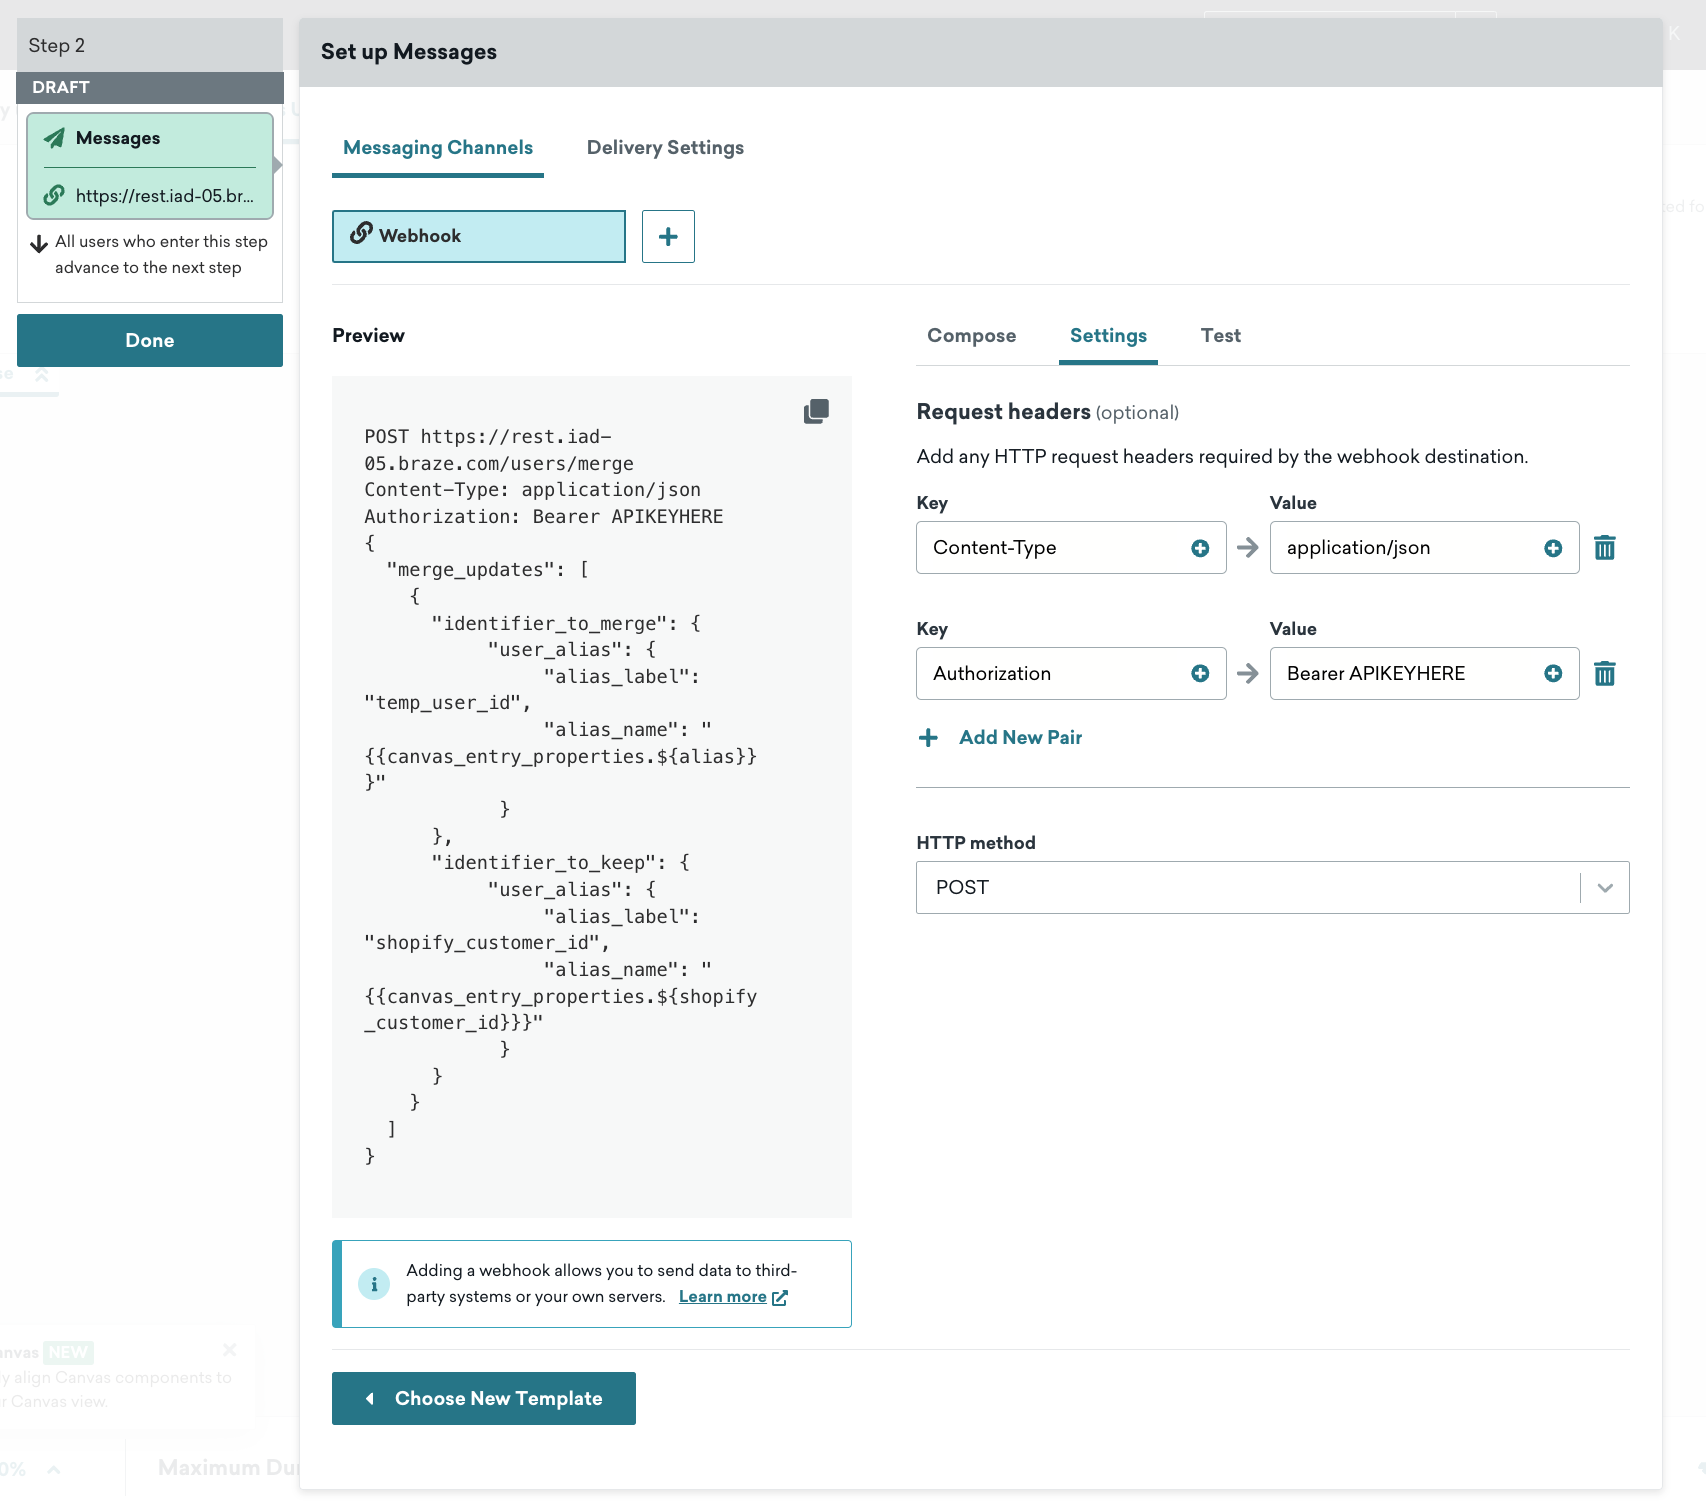 Step 2
DRAFT
Messages
https://rest.iad-05.br...
All users who enter this step
advance to the next step
Done
Set up Messages
Messaging Channels
Delivery Settings
Webhook
Preview
POST https://rest.iad-
05.braze.com/users/merge
Content-Type: application/json
Authorization: Bearer APIKEYHERE
{
"merge_updates": [
{
"identifier_to_merge": {
"user_alias": {
"alias_label":
"temp_user_id",
"alias_name": "
{{canvas_entry_properties.${alias}}
}"
}
},
"identifier_to_keep": {
"user_alias": {
"alias_label":
"shopify_customer_id",
"alias_name": "
{{canvas_entry_properties.${shopify
_customer_id}}}"
}
}
}
]
}
Adding a webhook allows you to send data to third-
party systems or your own servers. Learn more
Choose New Template
Compose
Settings
Test
Request headers (optional)
Add any HTTP request headers required by the webhook destination.
Key
Value
Content-Type
application/json
Key
Value
Authorization
Bearer APIKEYHERE
Add New Pair
HTTP method
POST
NEW
align Canvas components to
Canvas view.
Maximum
K